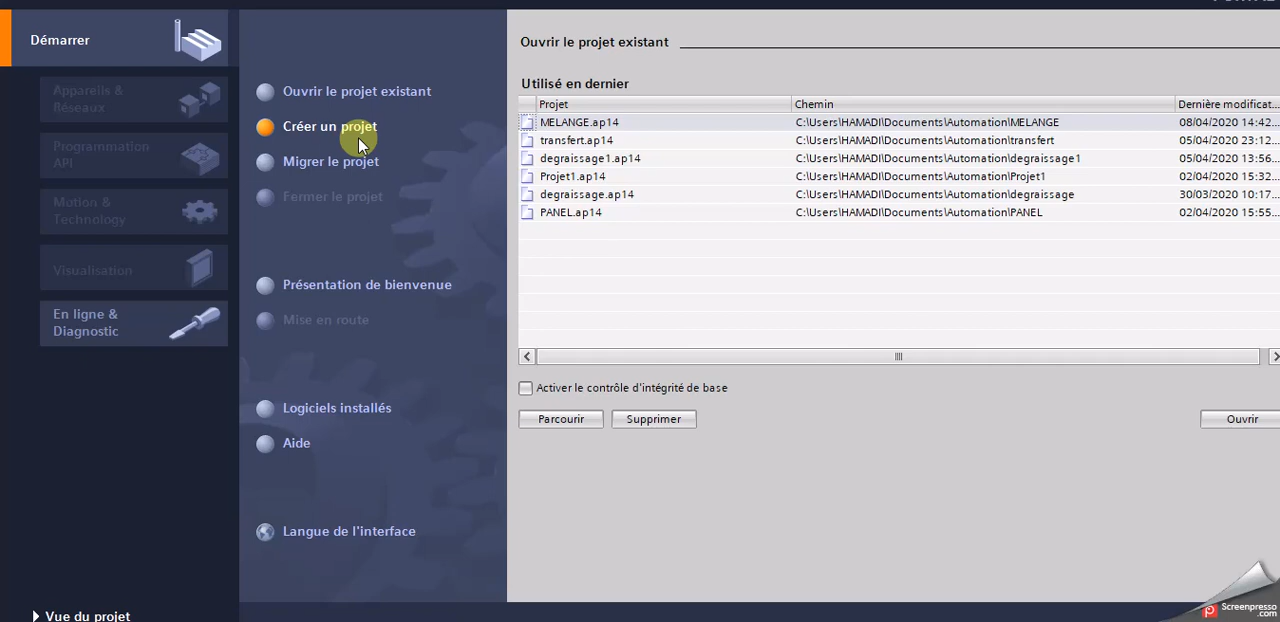 Démarrer
Appareils &
Réseaux
Programmation
API
Motion &
Technology
Visualisation
En ligne &
Diagnostic
Vue du projet
Ouvrir le projet existant
Créer un projet
Migrer le projet
Fermer le projet
Présentation de bienvenue
Mise en route
Logiciels installés
Aide
Langue de l'interface
Ouvrir le projet existant
Utilisé en dernier
Projet Chemin Dernière modificat...
MELANGE.ap14 C:\Users\HAMADI\Documents\Automation\MELANGE 08/04/2020 14:42...
transfert.ap14 C:\Users\HAMADI\Documents\Automation\transfert 05/04/2020 23:12...
degraissage1.ap14 C:\Users\HAMADI\Documents\Automation\degraissage1 05/04/2020 13:56...
Projet1.ap14 C:\Users\HAMADI\Documents\Automation\Projet1 02/04/2020 15:32...
degraissage.ap14 C:\Users\HAMADI\Documents\Automation\degraissage 30/03/2020 10:17...
PANEL.ap14 C:\Users\HAMADI\Documents\Automation\PANEL 02/04/2020 15:55...
Activer le contrôle d'intégrité de base
Parcourir Supprimer Ouvrir
Screenpresso
.com